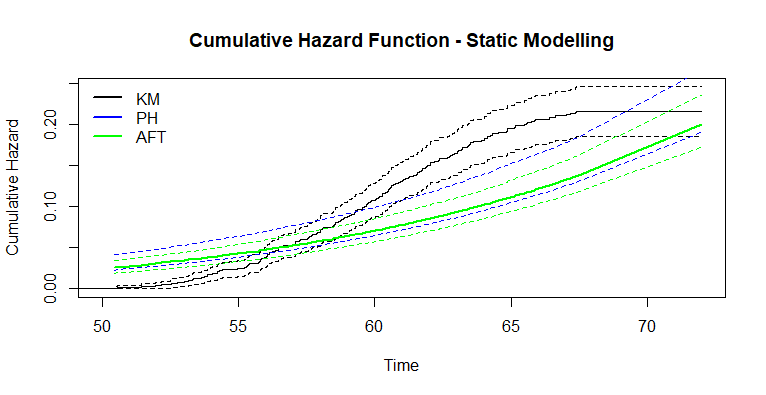 Cumulative Hazard Function - Static Modelling
Cumulative Hazard
0.00
0.10
0.20
KM
PH
AFT
50
55
60
65
70
Time